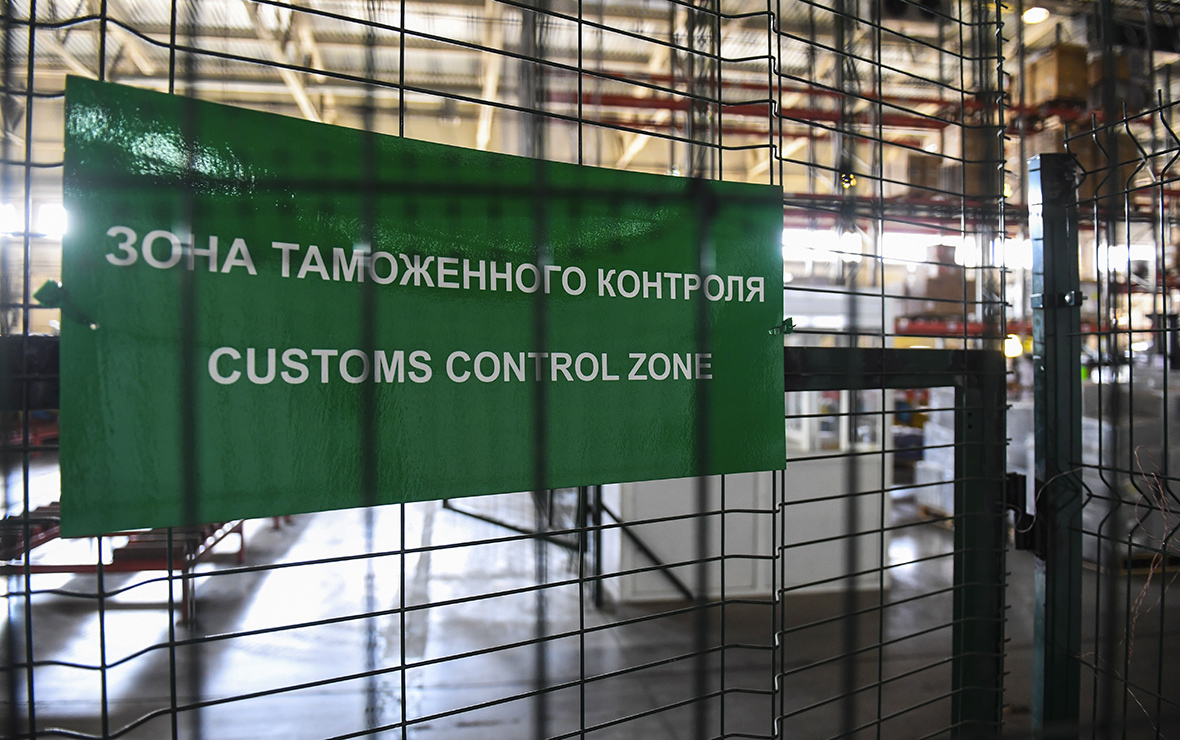 ЗОНА ТАМОЖЕННОГО КОНТРОЛЯ
CUSTOMS CONTROL ZONE